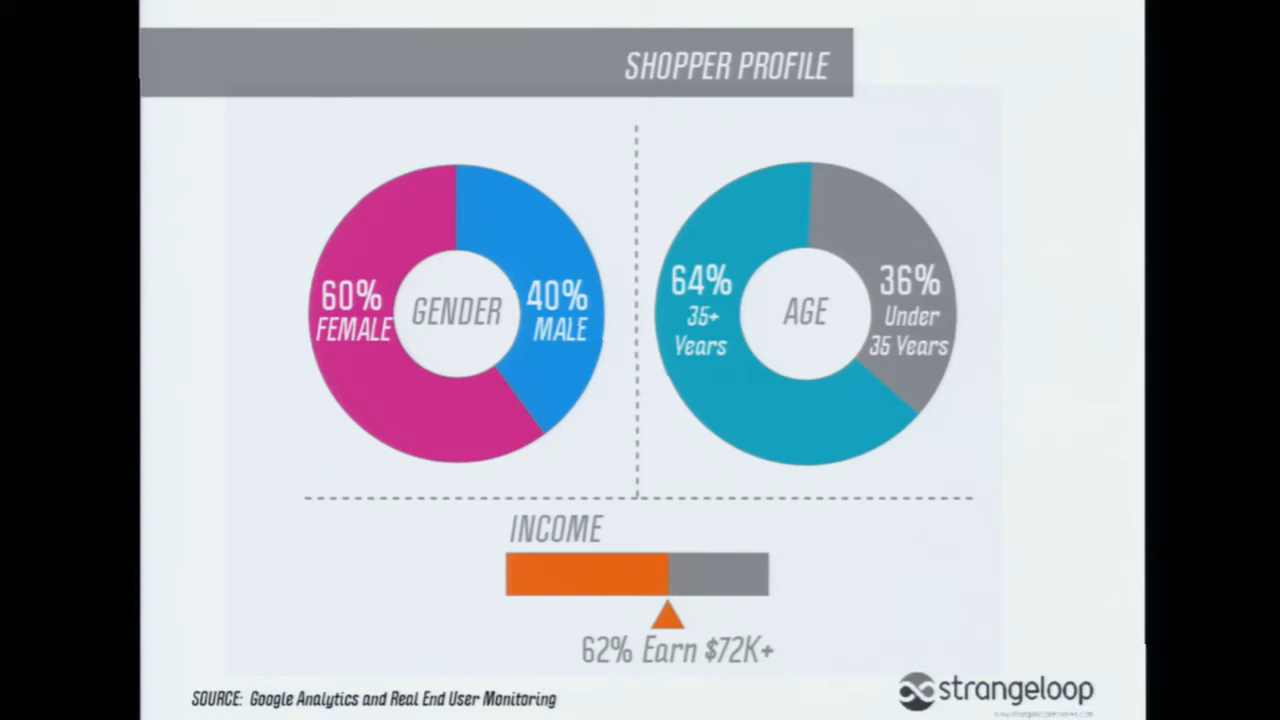 SHOPPER PROFILE
60%
FEMALE
GENDER
40%
MALE
64%
35+
Years
AGE
36%
Under
35 Years
INCOME
62% Earn $72K+
SOURCE: Google Analytics and Real End User Monitoring
strangeloop